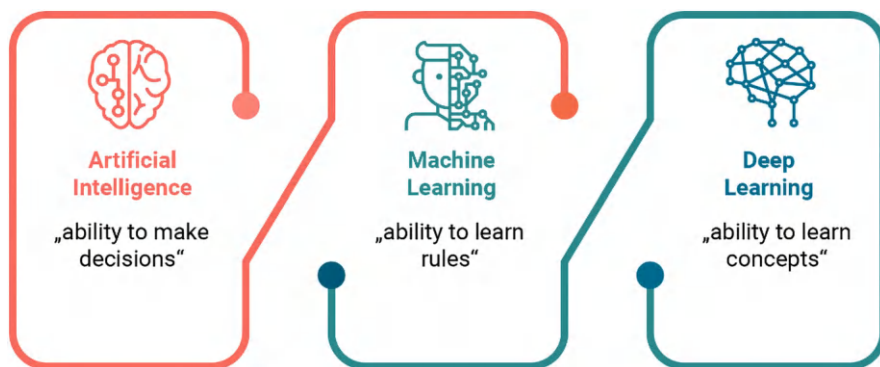 Artificial
Intelligence
„ability to make
decisions“
Machine
Learning
„ability to learn
rules“
Deep
Learning
„ability to learn
concepts“